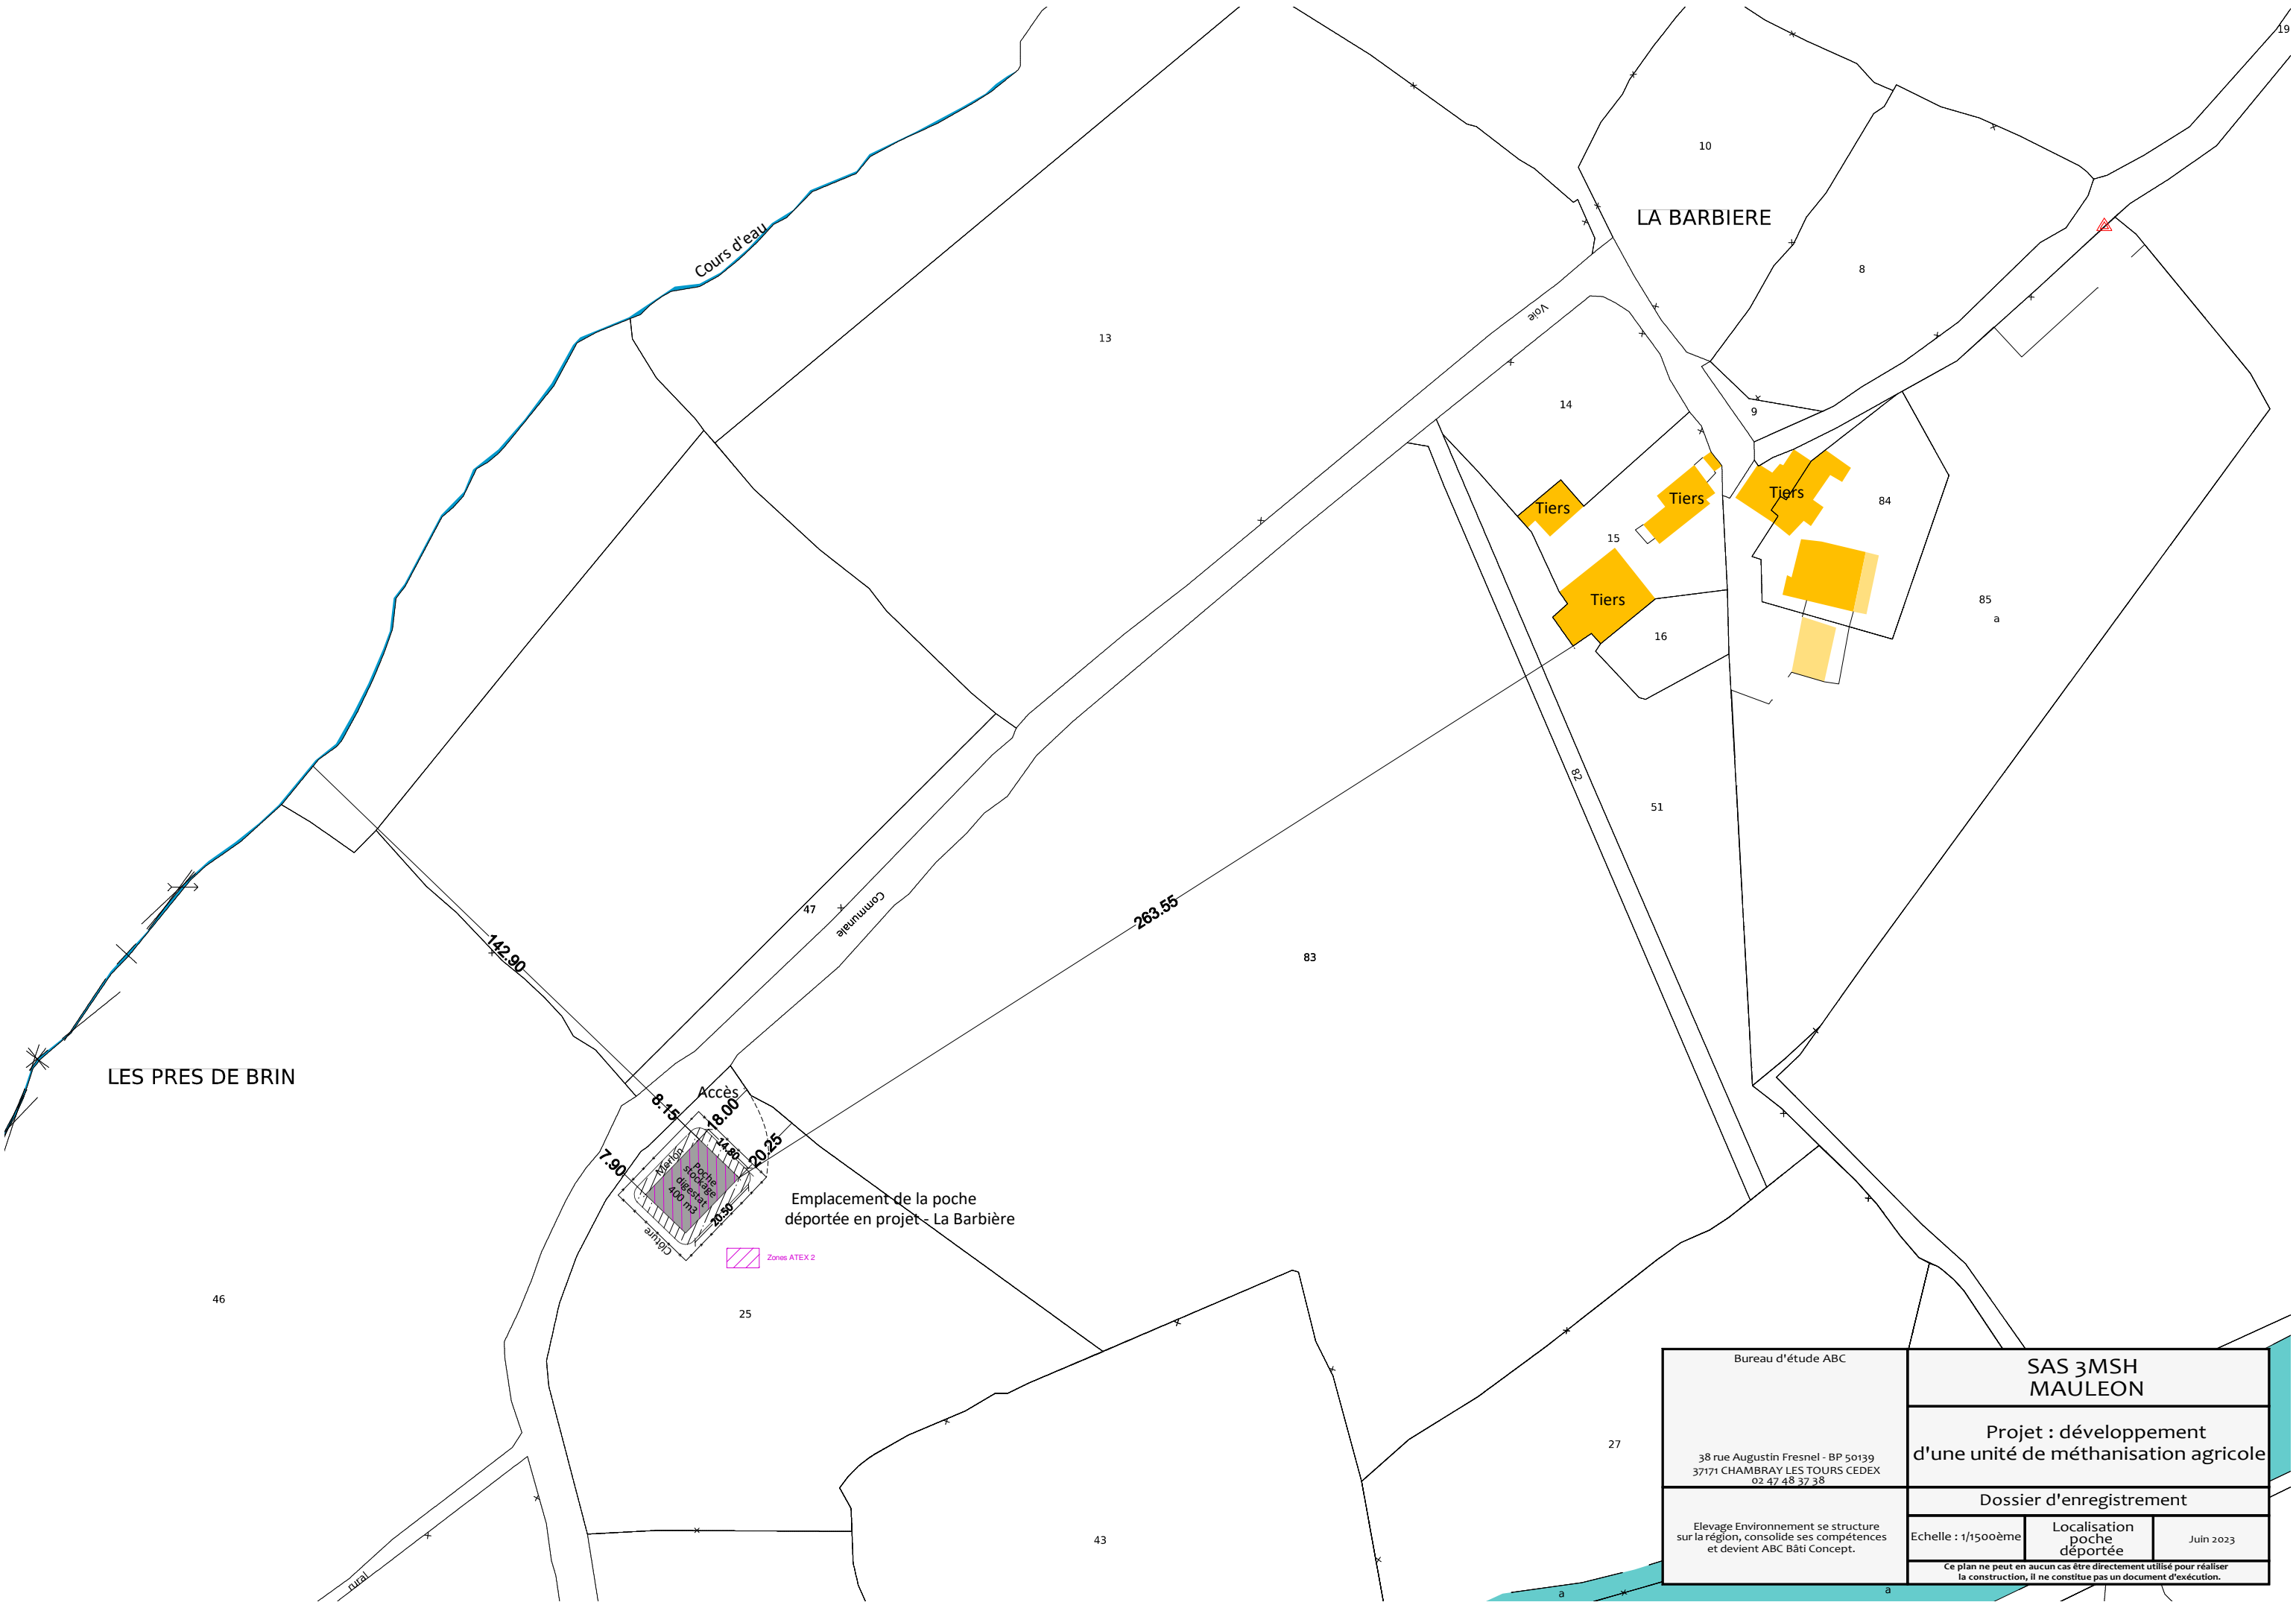 19
10
LA BARBIERE
Cours d'eau
8
Voie
13
14
9
Tiers
Tiers
Tiers
84
15
Tiers
85
a
16
82
51
47
Communale
263.55
142.90
83
LES PRES DE BRIN
Accès
8.15
18.00
14.80
20.25
7.90
Merlon
Poche
stockage
digestat
400 m3
20.50
Clôture
Emplacement de la poche
déportée en projet - La Barbière
Zones ATEX 2
46
25
27
43
rural
a
a
Bureau d'étude ABC
38 rue Augustin Fresnel - BP 50139
37171 CHAMBRAY LES TOURS CEDEX
02 47 48 37 38
Elevage Environnement se structure
sur la région, consolide ses compétences
et devient ABC Bâti Concept.
SAS 3MSH
MAULEON
Projet : développement
d'une unité de méthanisation agricole
Dossier d'enregistrement
Echelle : 1/1500ème
Localisation
poche
déportée
Juin 2023
Ce plan ne peut en aucun cas être directement utilisé pour réaliser
la construction, il ne constitue pas un document d'exécution.